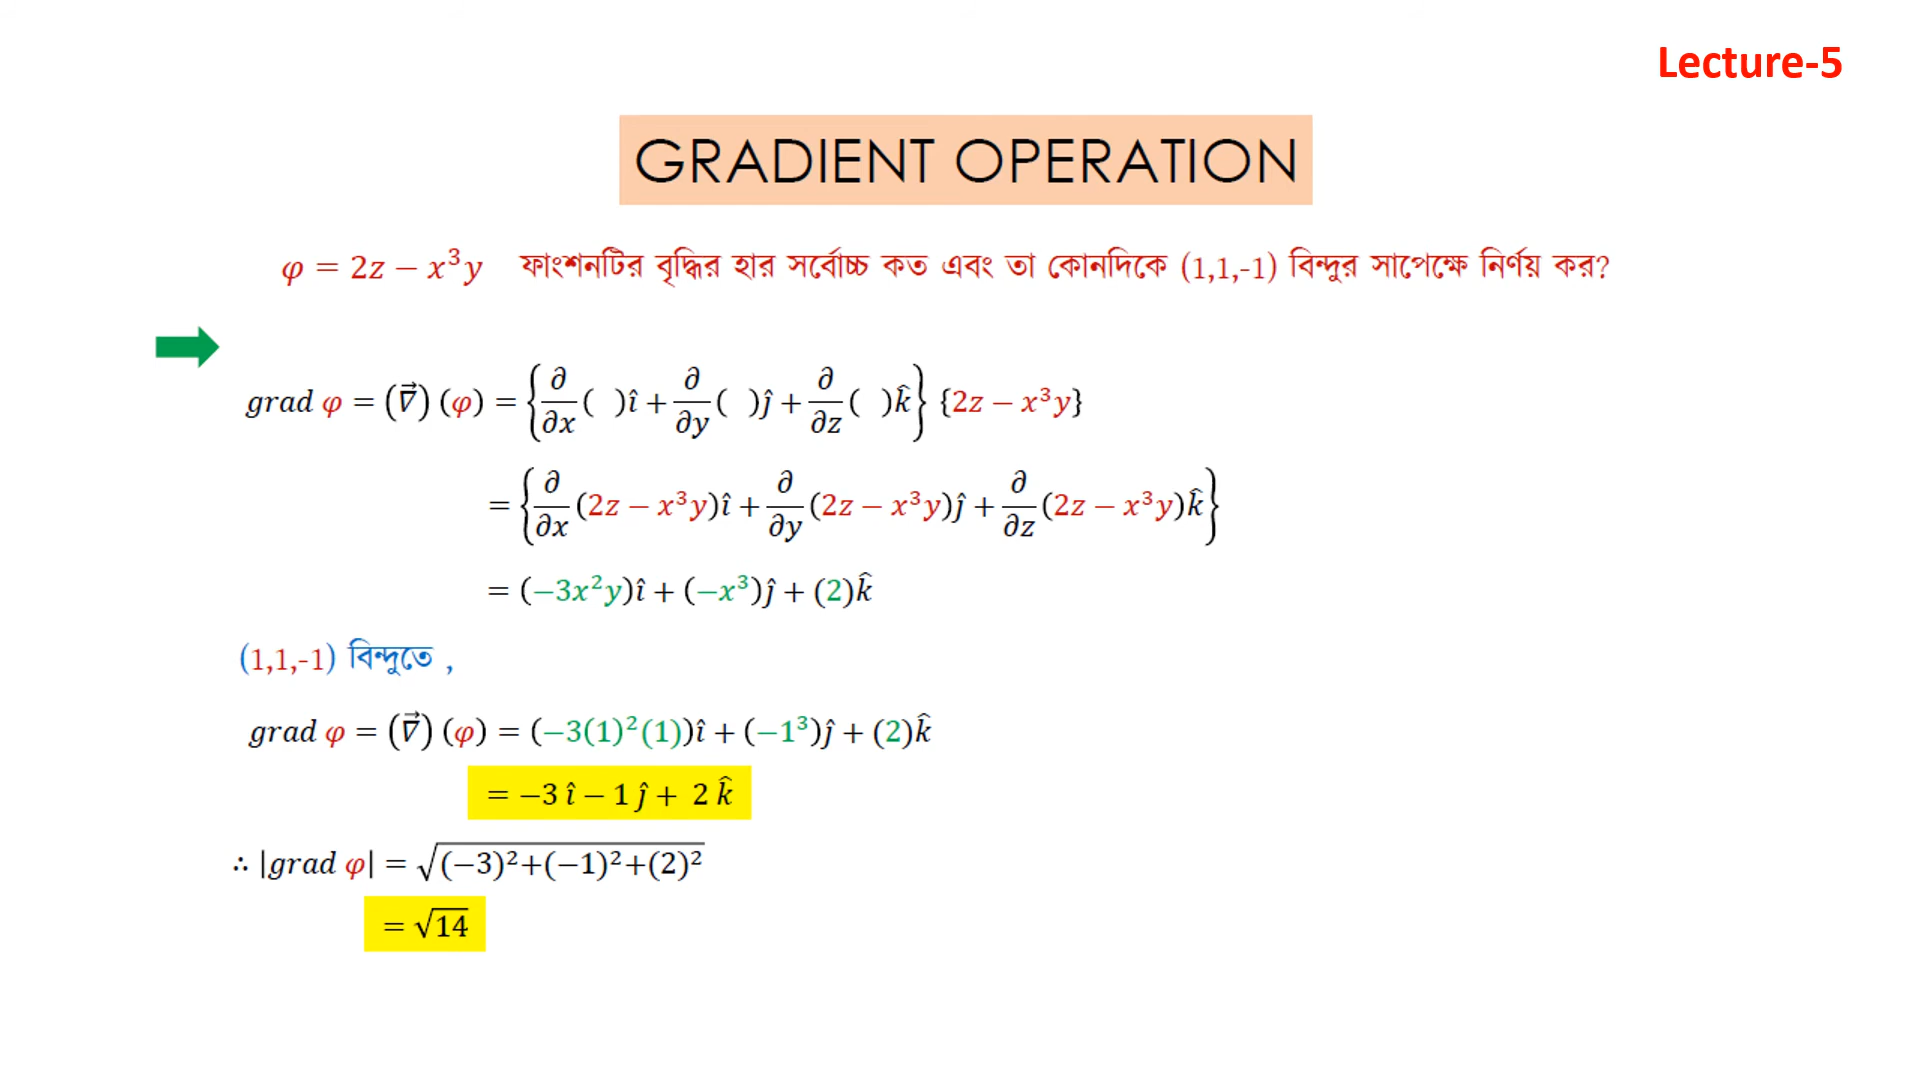 Lecture-5
GRADIENT OPERATION
φ = 2z − x³y ফাংশনটির বৃদ্ধির হার সর্বোচ্চ কত এবং তা কোনদিকে (1,1,-1) বিন্দুর সাপেক্ষে নির্ণয় কর?
grad φ = (∇⃗) (φ) = {∂/∂x ( )î + ∂/∂y ( )ĵ + ∂/∂z ( )k̂} {2z − x³y}
= {∂/∂x (2z − x³y)î + ∂/∂y (2z − x³y)ĵ + ∂/∂z (2z − x³y)k̂}
= (−3x²y)î + (−x³)ĵ + (2)k̂
(1,1,-1) বিন্দুতে ,
grad φ = (∇⃗) (φ) = (−3(1)²(1))î + (−1³)ĵ + (2)k̂
= −3 î − 1 ĵ + 2 k̂
∴ |grad φ| = √((−3)²+(−1)²+(2)²)
= √14